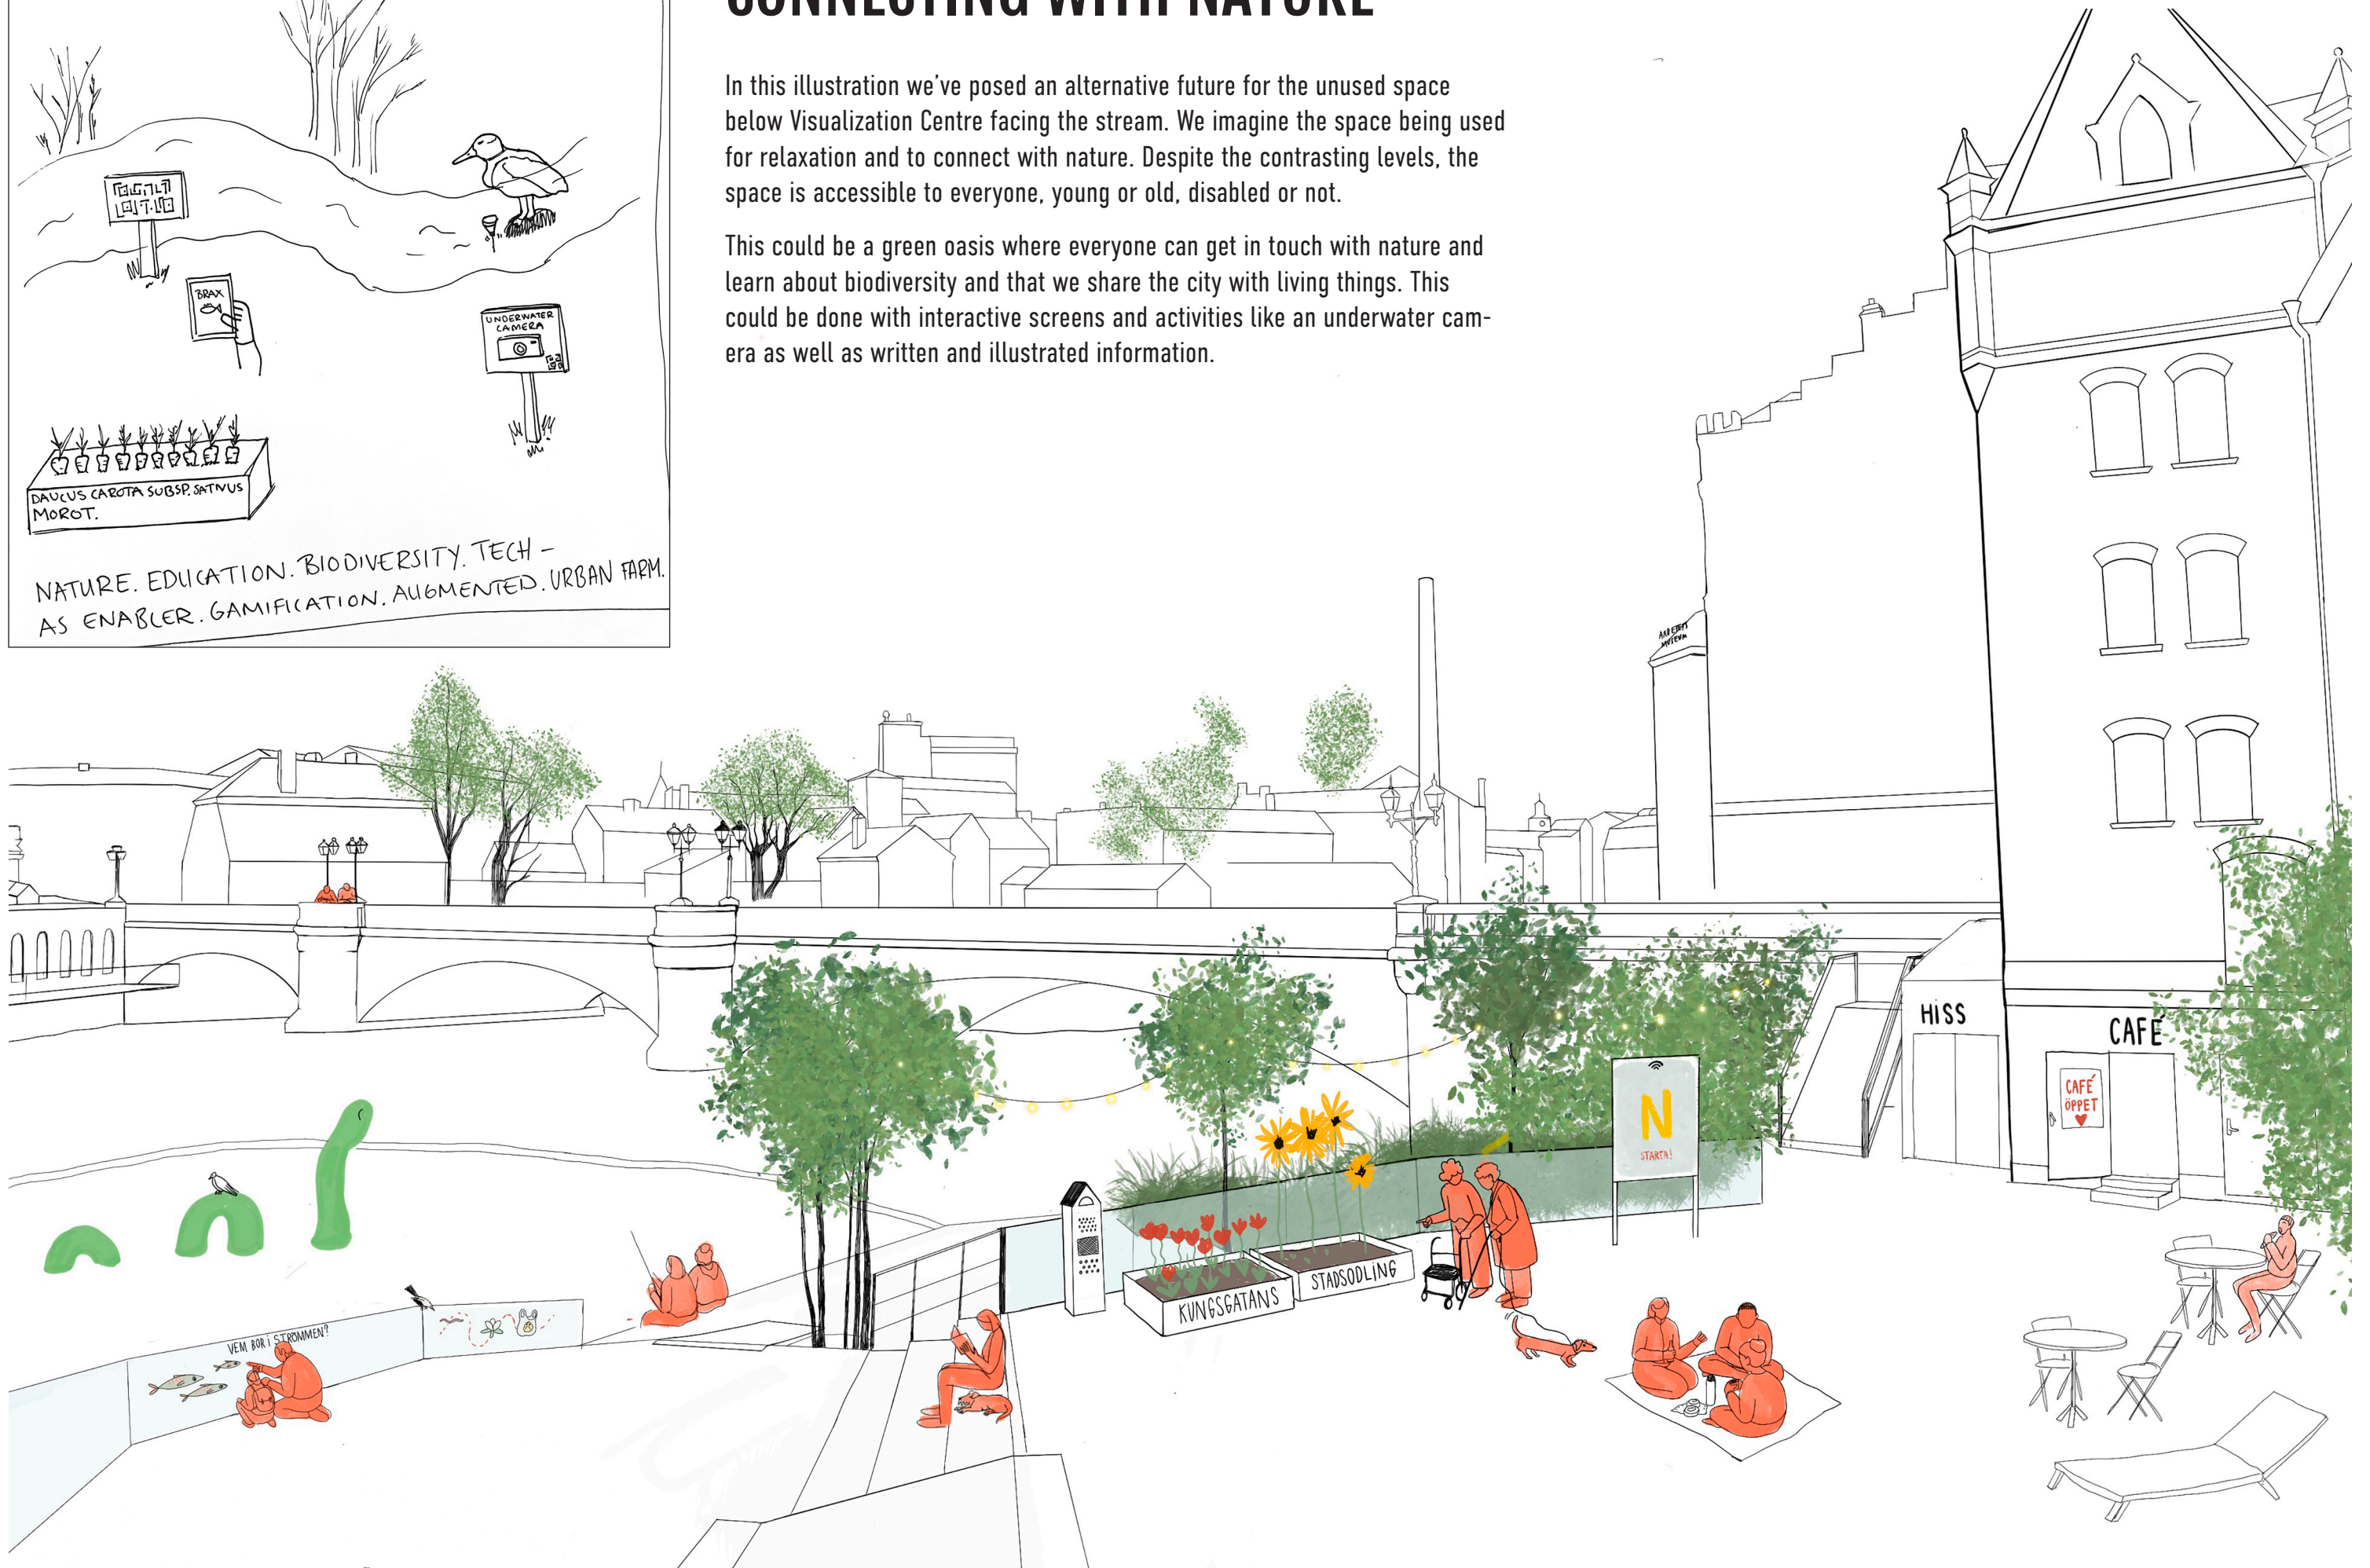 CONNECTING WITH NATURE
In this illustration we've posed an alternative future for the unused space
below Visualization Centre facing the stream. We imagine the space being used
for relaxation and to connect with nature. Despite the contrasting levels, the
space is accessible to everyone, young or old, disabled or not.
This could be a green oasis where everyone can get in touch with nature and
learn about biodiversity and that we share the city with living things. This
could be done with interactive screens and activities like an underwater cam-
era as well as written and illustrated information.
BRAX
UNDERWATER
CAMERA
DAUCUS CAROTA SUBSP. SATIVUS
MOROT.
NATURE. EDUCATION. BIODIVERSITY. TECH -
AS ENABLER. GAMIFICATION. AUGMENTED. URBAN FARM.
ARBETETS
MUSEUM
HISS
CAFÉ
CAFÉ
ÖPPET
N
STARTA!
KUNGSGATANS
STADSODLING
VEM BOR I STRÖMMEN?